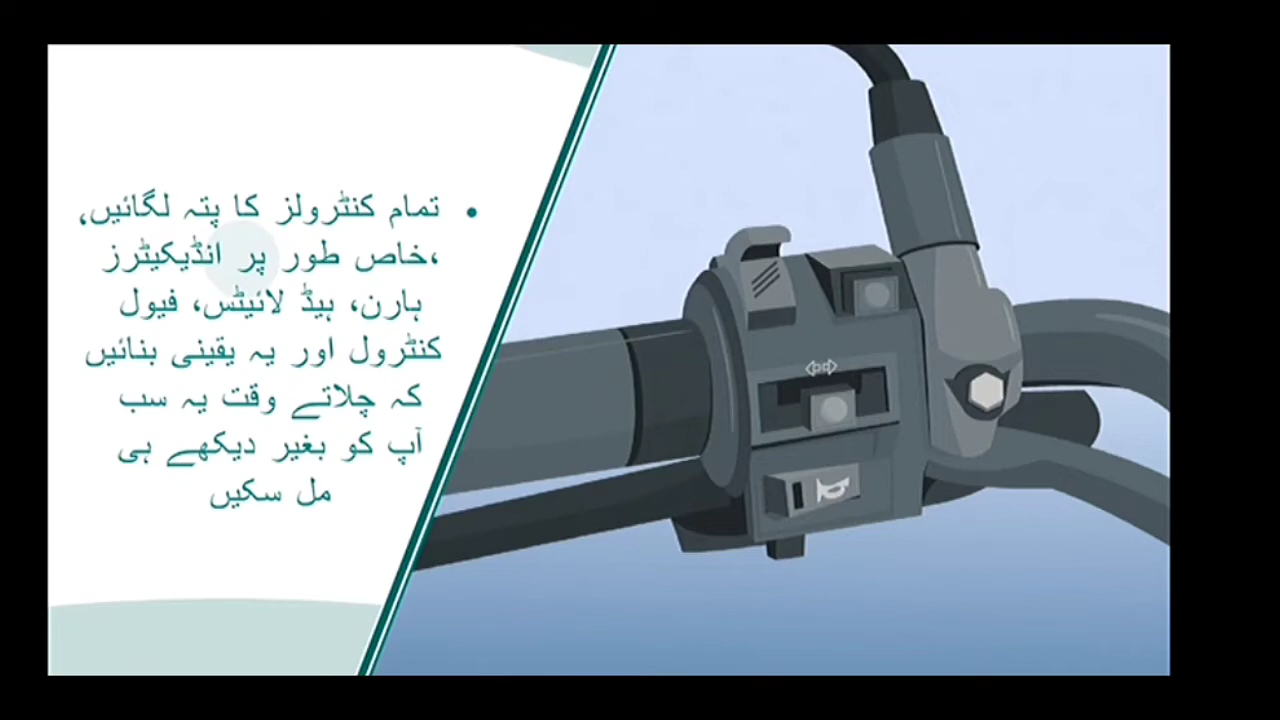 • تمام کنٹرولز کا پتہ لگائیں،
خاص طور پر انڈیکیٹرز،
ہارن، ہیڈ لائیٹس، فیول
کنٹرول اور یہ یقینی بنائیں
کہ چلاتے وقت یہ سب
آپ کو بغیر دیکھے ہی
مل سکیں